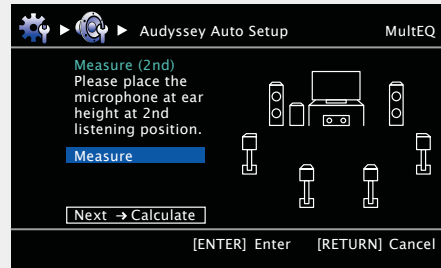 Audyssey Auto Setup MultEQ
Measure (2nd)
Please place the
microphone at ear
height at 2nd
listening position.
Measure
Next → Calculate
[ENTER] Enter [RETURN] Cancel